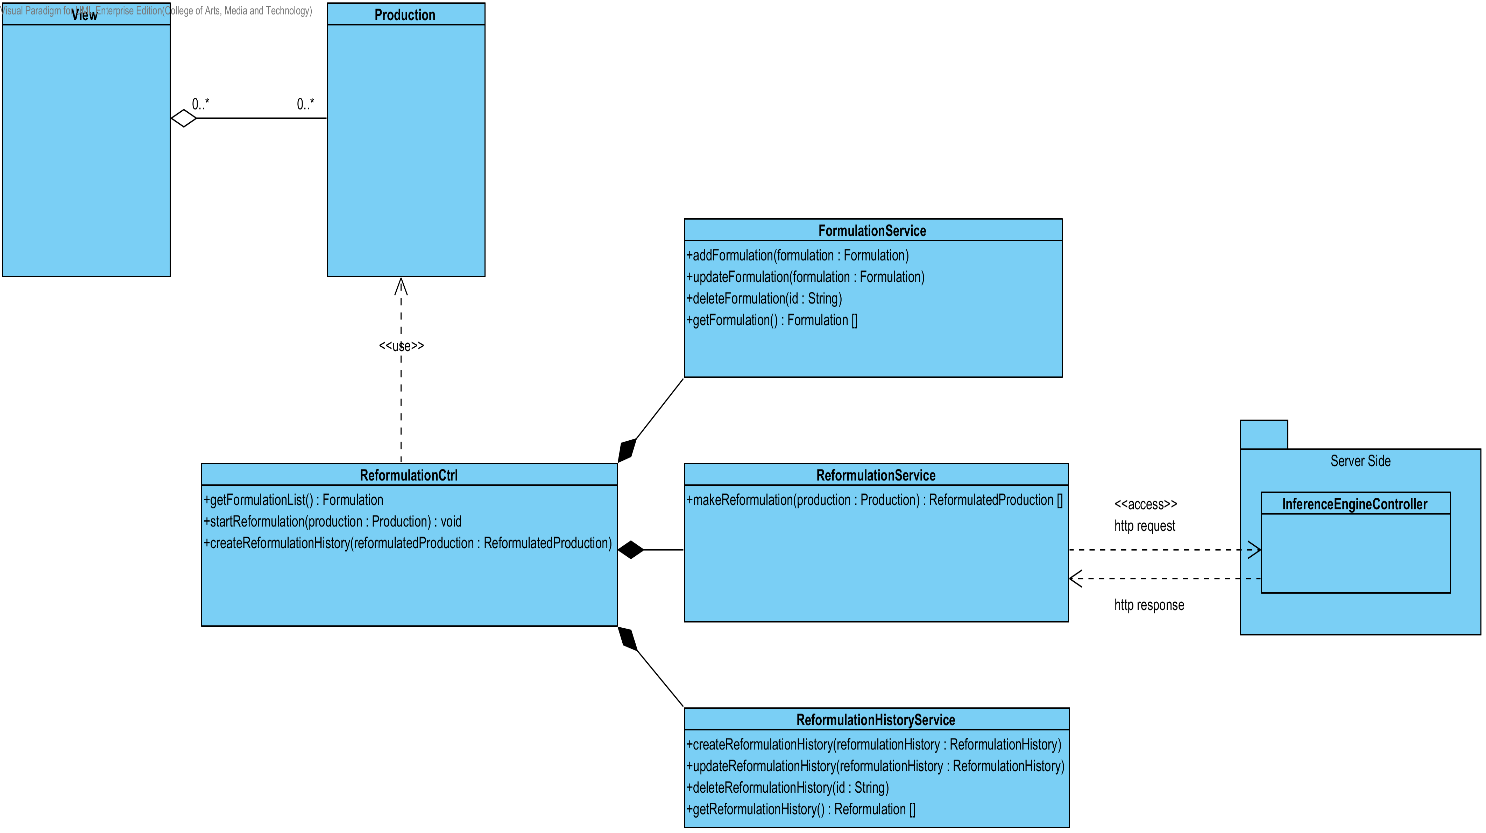 Visual Paradigm for UML Enterprise Edition(College of Arts, Media and Technology)
View
Production
0..*
0..*
<<use>>
FormulationService
+addFormulation(formulation : Formulation)
+updateFormulation(formulation : Formulation)
+deleteFormulation(id : String)
+getFormulation() : Formulation []
ReformulationCtrl
+getFormulationList() : Formulation
+startReformulation(production : Production) : void
+createReformulationHistory(reformulatedProduction : ReformulatedProduction)
ReformulationService
+makeReformulation(production : Production) : ReformulatedProduction []
<<access>>
http request
http response
Server Side
InferenceEngineController
ReformulationHistoryService
+createReformulationHistory(reformulationHistory : ReformulationHistory)
+updateReformulationHistory(reformulationHistory : ReformulationHistory)
+deleteReformulationHistory(id : String)
+getReformulationHistory() : Reformulation []